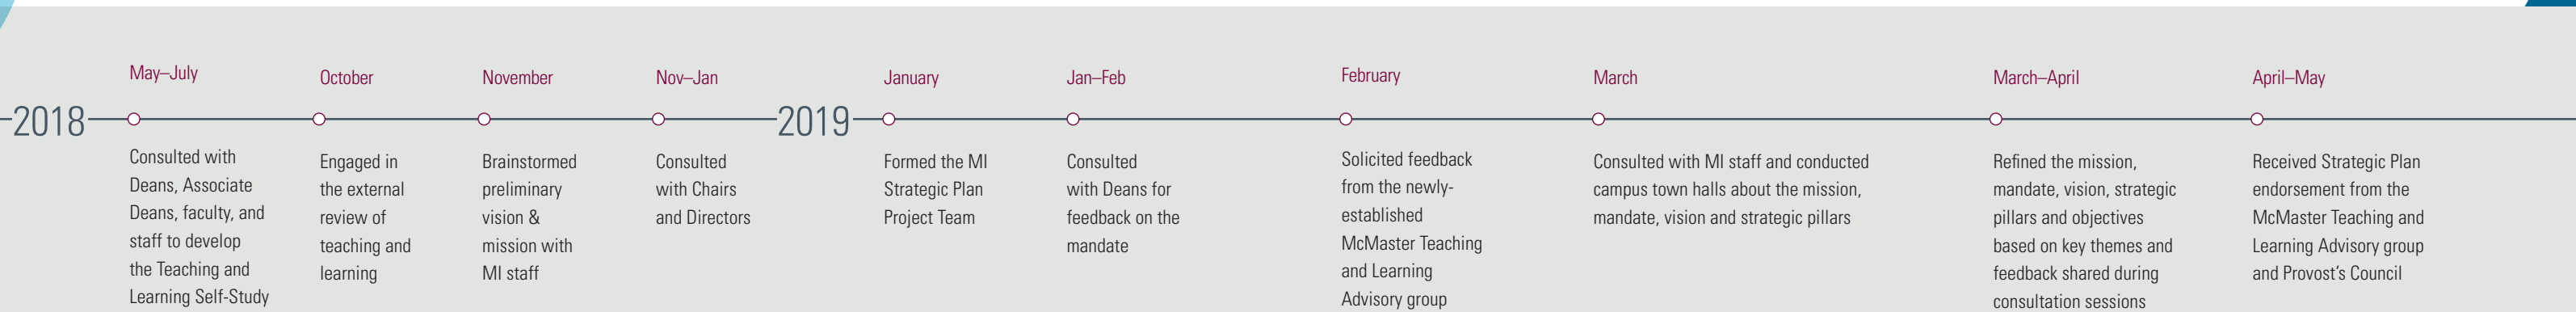 2018
May–July
Consulted with
Deans, Associate
Deans, faculty, and
staff to develop
the Teaching and
Learning Self-Study
October
Engaged in
the external
review of
teaching and
learning
November
Brainstormed
preliminary
vision &
mission with
MI staff
Nov–Jan
Consulted
with Chairs
and Directors
2019
January
Formed the MI
Strategic Plan
Project Team
Jan–Feb
Consulted
with Deans for
feedback on the
mandate
February
Solicited feedback
from the newly-
established
McMaster Teaching
and Learning
Advisory group
March
Consulted with MI staff and conducted
campus town halls about the mission,
mandate, vision and strategic pillars
March–April
Refined the mission,
mandate, vision, strategic
pillars and objectives
based on key themes and
feedback shared during
consultation sessions
April–May
Received Strategic Plan
endorsement from the
McMaster Teaching and
Learning Advisory group
and Provost’s Council